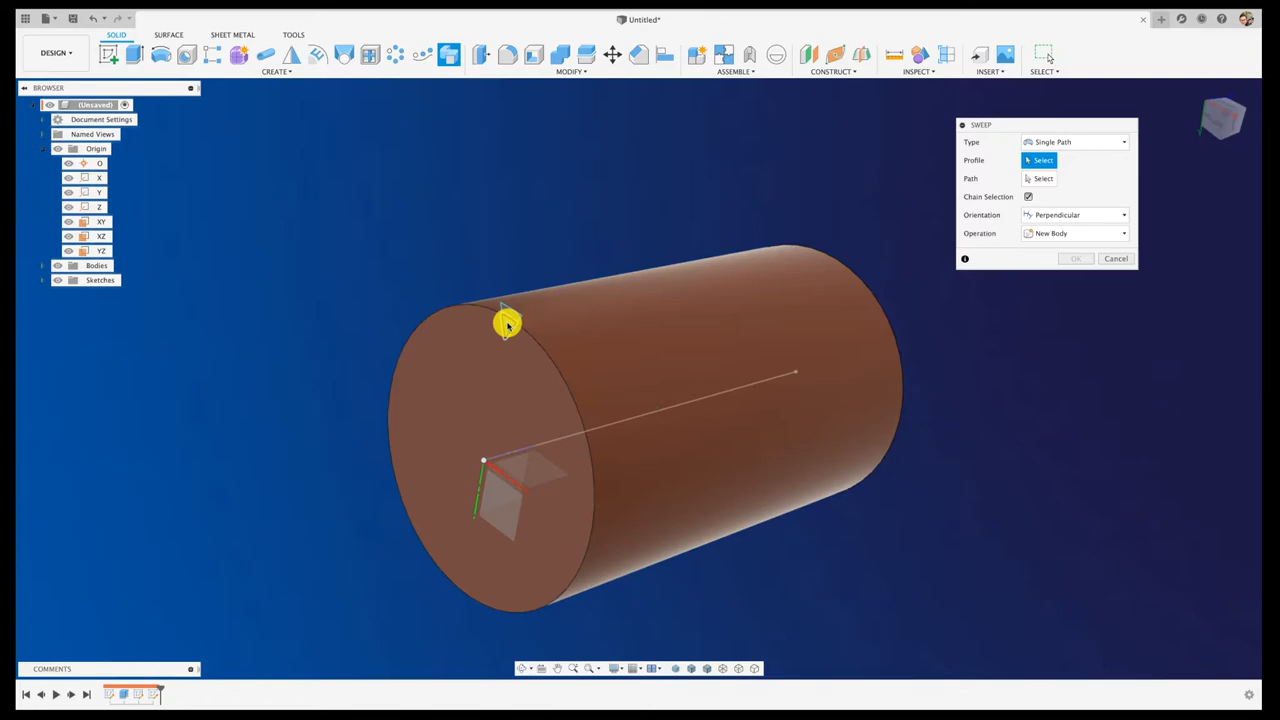 Untitled*
SOLID SURFACE SHEET METAL TOOLS
DESIGN
CREATE MODIFY ASSEMBLE CONSTRUCT INSPECT INSERT SELECT
BROWSER
(Unsaved)
Document Settings
Named Views
Origin
O
X
Y
Z
XY
XZ
YZ
Bodies
Sketches
SWEEP
Type Single Path
Profile Select
Path Select
Chain Selection
Orientation Perpendicular
Operation New Body
OK Cancel
COMMENTS